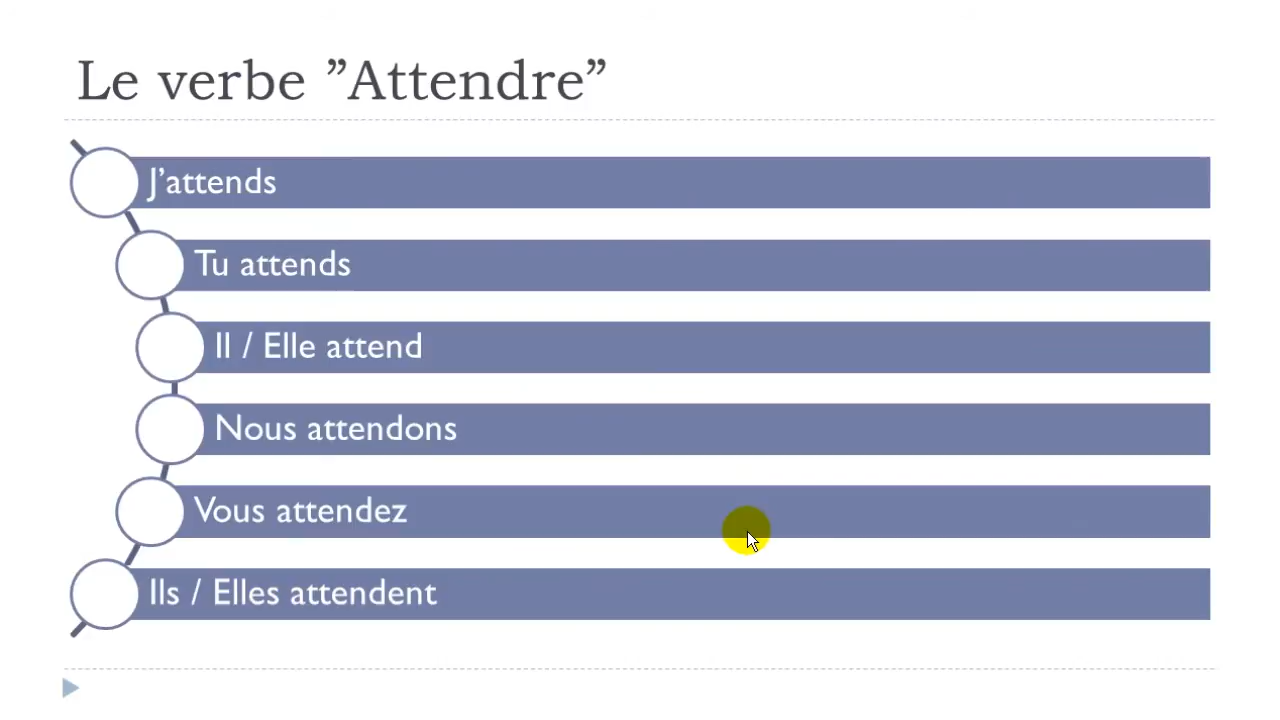 Le verbe ”Attendre”
J’attends
Tu attends
Il / Elle attend
Nous attendons
Vous attendez
Ils / Elles attendent